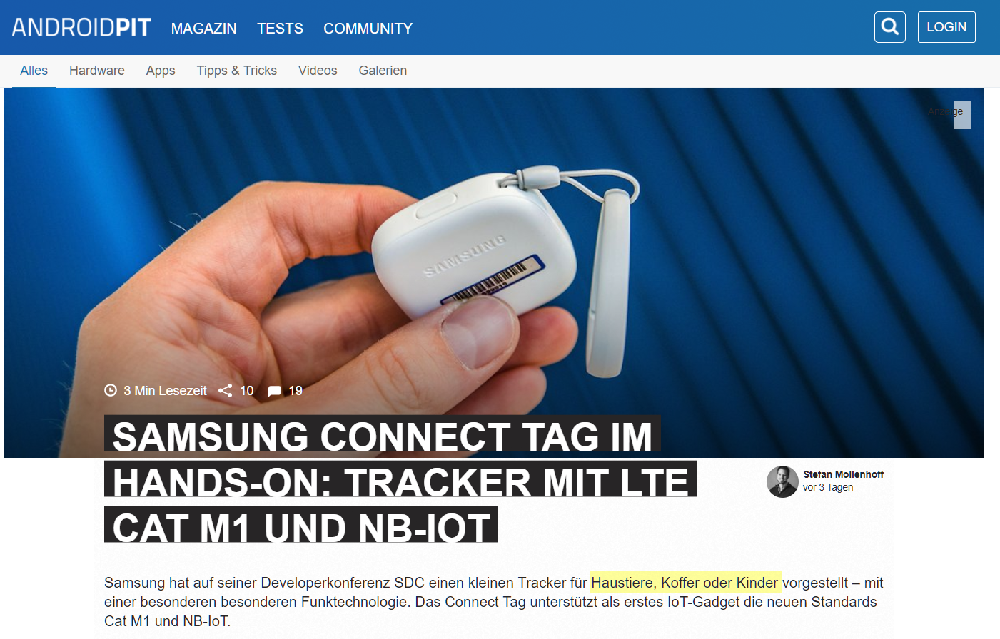 ANDROIDPIT MAGAZIN TESTS COMMUNITY LOGIN
Alles Hardware Apps Tipps & Tricks Videos Galerien
Anzeige
SAMSUNG
3 Min Lesezeit 10 19
SAMSUNG CONNECT TAG IM
HANDS-ON: TRACKER MIT LTE
CAT M1 UND NB-IOT
Stefan Möllenhoff
vor 3 Tagen
Samsung hat auf seiner Developerkonferenz SDC einen kleinen Tracker für Haustiere, Koffer oder Kinder vorgestellt – mit
einer besonderen besonderen Funktechnologie. Das Connect Tag unterstützt als erstes IoT-Gadget die neuen Standards
Cat M1 und NB-IoT.